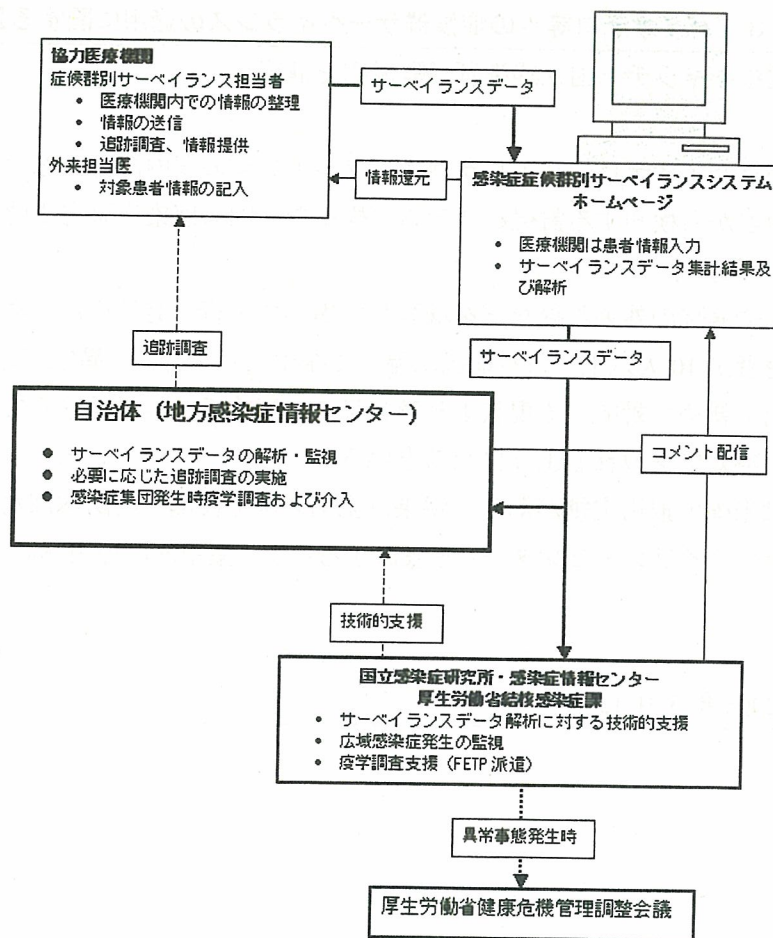 協力医療機関
症候群別サーベイランス担当者
• 医療機関内での情報の整理
• 情報の送信
• 追跡調査、情報提供
外来担当医
• 対象患者情報の記入
サーベイランスデータ
情報還元
感染症症候群別サーベイランスシステム
ホームページ
• 医療機関は患者情報入力
• サーベイランスデータ集計結果及
び解析
追跡調査
サーベイランスデータ
自治体（地方感染症情報センター）
● サーベイランスデータの解析・監視
● 必要に応じた追跡調査の実施
● 感染症集団発生時疫学調査および介入
コメント配信
技術的支援
国立感染症研究所・感染症情報センター
厚生労働省結核感染症課
• サーベイランスデータ解析に対する技術的支援
• 広域感染症発生の監視
• 疫学調査支援（FETP 派遣）
異常事態発生時
厚生労働省健康危機管理調整会議